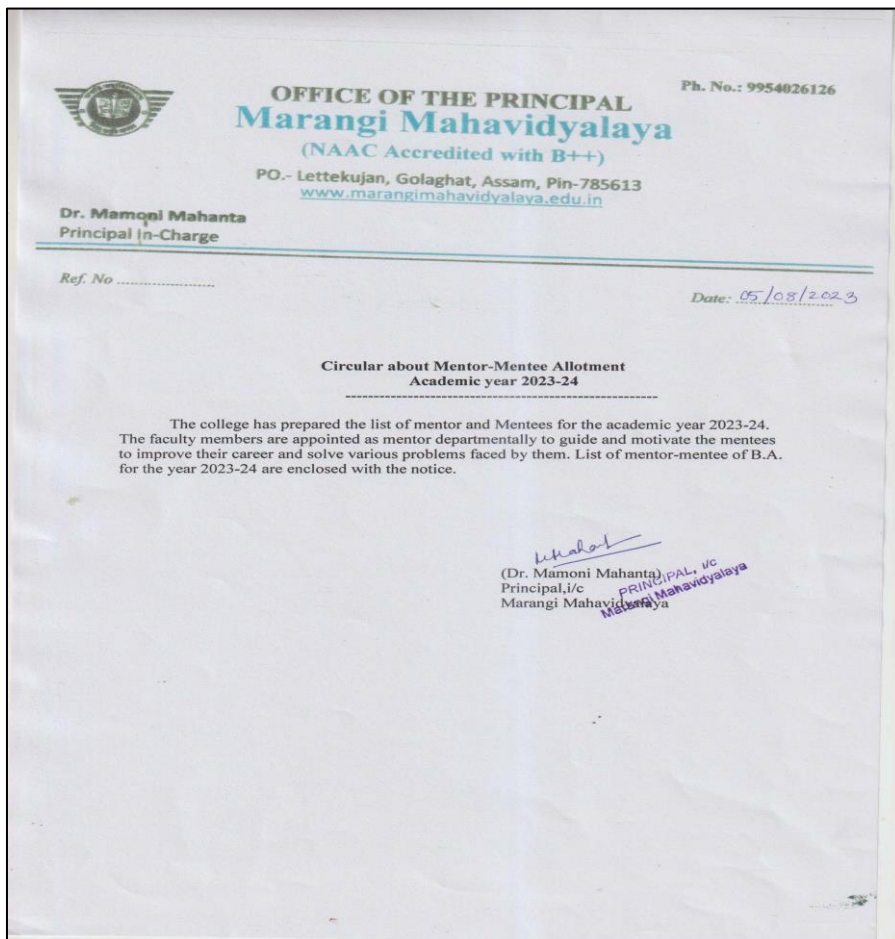 OFFICE OF THE PRINCIPAL
Ph. No.: 9954026126
Marangi Mahavidyalaya
(NAAC Accredited with B++)
PO.- Lettekujan, Golaghat, Assam, Pin-785613
www.marangimahavidyalaya.edu.in
Dr. Mamoni Mahanta
Principal In-Charge
Ref. No .....................
Date: 05/08/2023
Circular about Mentor-Mentee Allotment
Academic year 2023-24
--------------------------------------------------------
The college has prepared the list of mentor and Mentees for the academic year 2023-24.
The faculty members are appointed as mentor departmentally to guide and motivate the mentees
to improve their career and solve various problems faced by them. List of mentor-mentee of B.A.
for the year 2023-24 are enclosed with the notice.
(Dr. Mamoni Mahanta)
Principal,i/c
Marangi Mahavidyalaya
PRINCIPAL, i/c
Marangi Mahavidyalaya